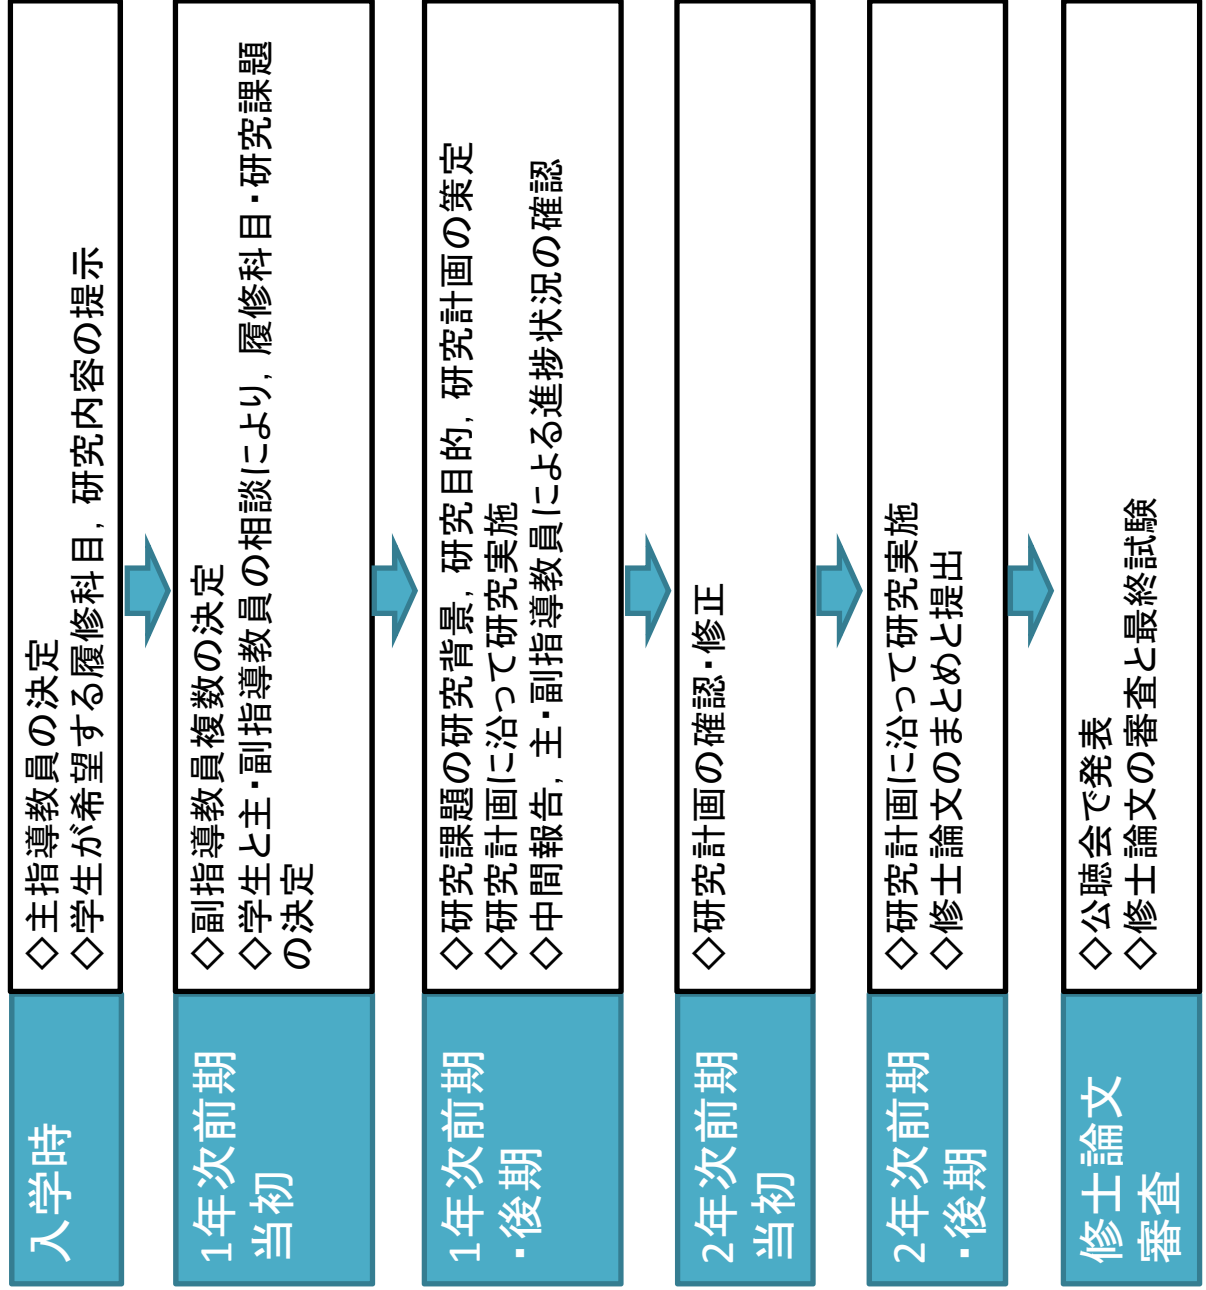 入学時
◇主指導教員の決定
◇学生が希望する履修科目，研究内容の提示
1年次前期
当初
◇副指導教員複数の決定
◇学生と主・副指導教員の相談により，履修科目・研究課題
の決定
1年次前期
・後期
◇研究課題の研究背景，研究目的，研究計画の策定
◇研究計画に沿って研究実施
◇中間報告，主・副指導教員による進捗状況の確認
2年次前期
当初
◇研究計画の確認・修正
2年次前期
・後期
◇研究計画に沿って研究実施
◇修士論文のまとめと提出
修士論文
審査
◇公聴会で発表
◇修士論文の審査と最終試験